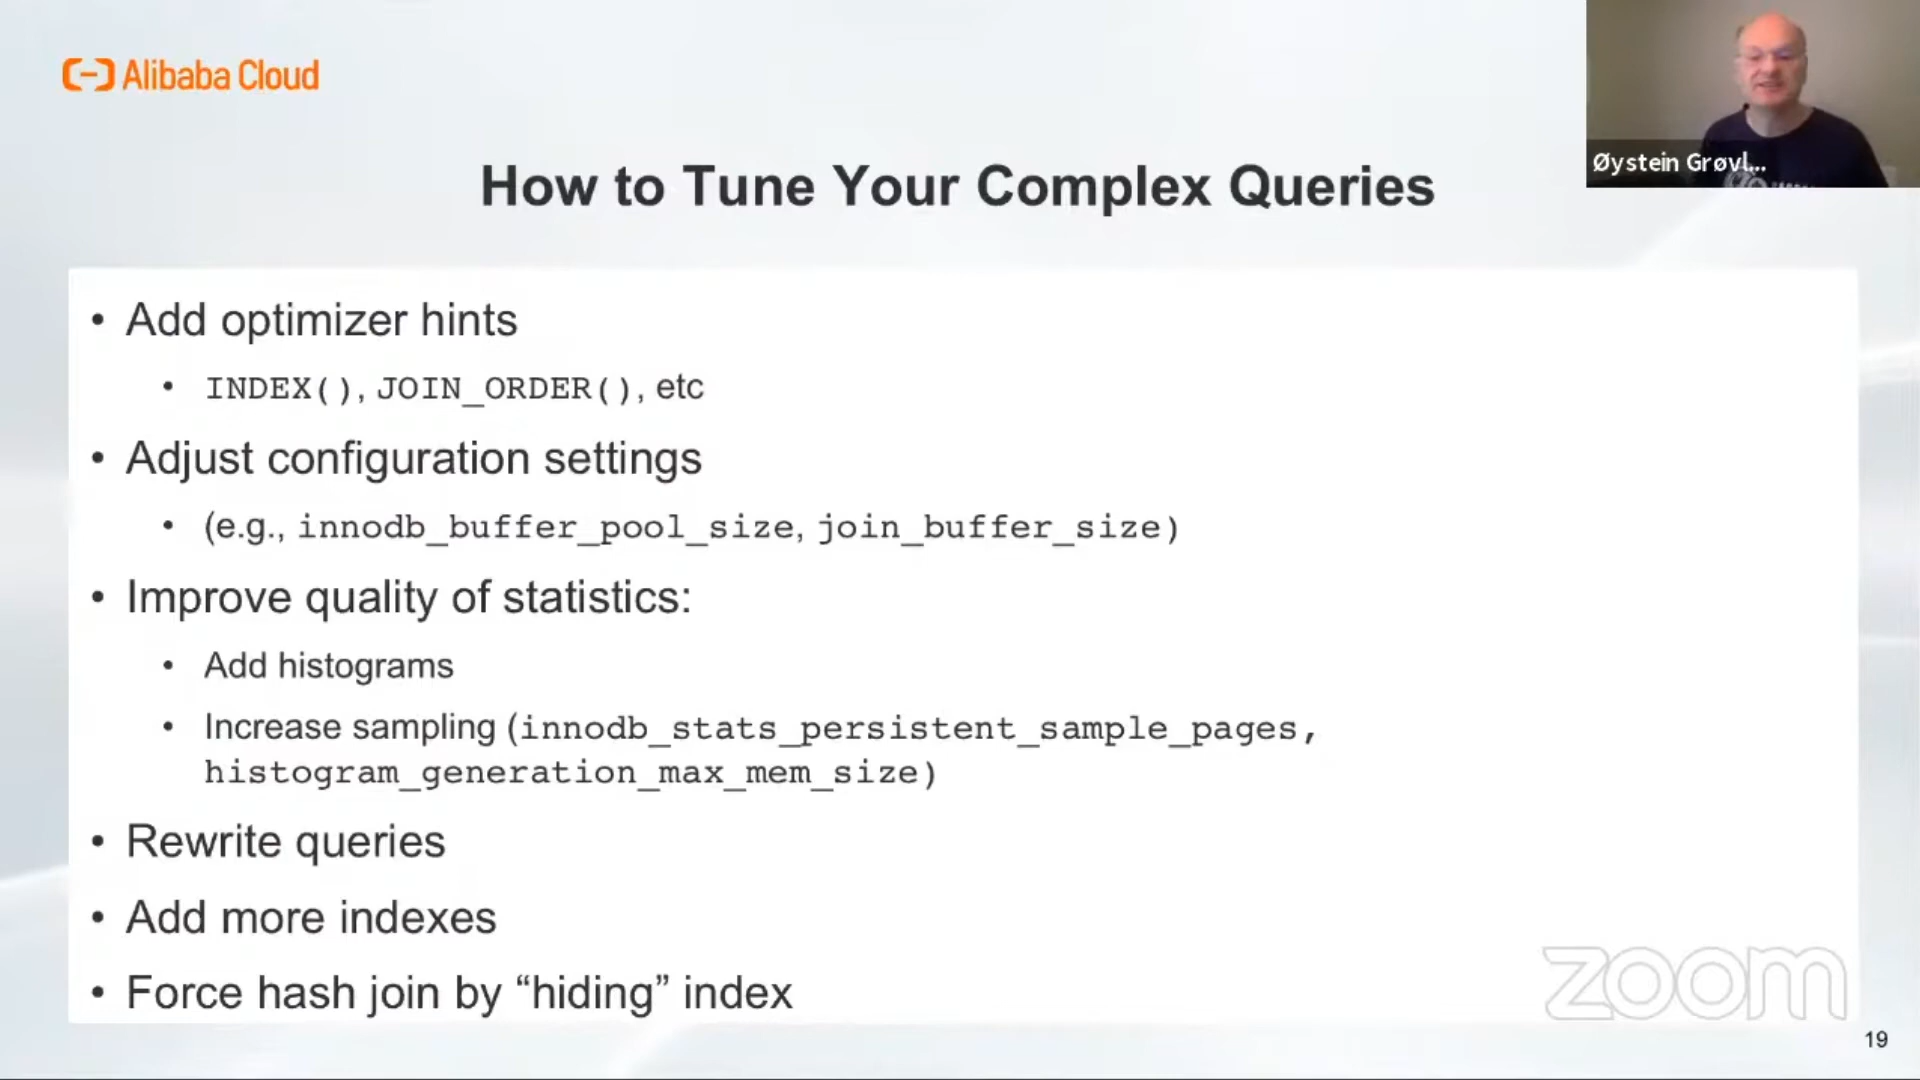 Alibaba Cloud
Øystein Grøvl...
How to Tune Your Complex Queries
• Add optimizer hints
• INDEX(), JOIN_ORDER(), etc
• Adjust configuration settings
• (e.g., innodb_buffer_pool_size, join_buffer_size)
• Improve quality of statistics:
• Add histograms
• Increase sampling (innodb_stats_persistent_sample_pages,
histogram_generation_max_mem_size)
• Rewrite queries
• Add more indexes
• Force hash join by “hiding” index
zoom
19